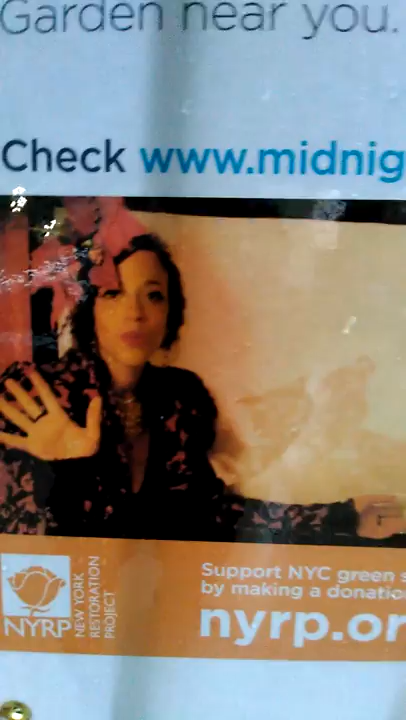 Garden near you.
Check www.midnig
Support NYC green s
by making a donatio
nyrp.or
NYRP
NEW YORK
RESTORATION
PROJECT